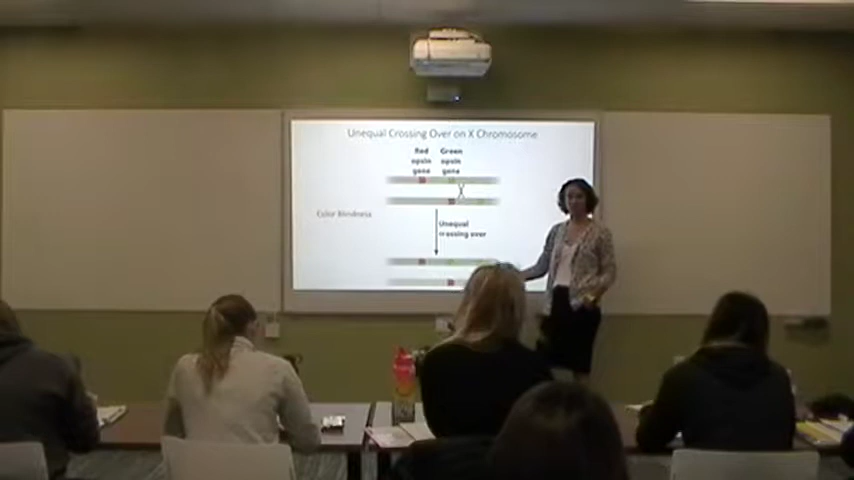 Unequal Crossing Over on X Chromosome
Red opsin gene
Green opsin gene
Color Blindness
Unequal crossing over